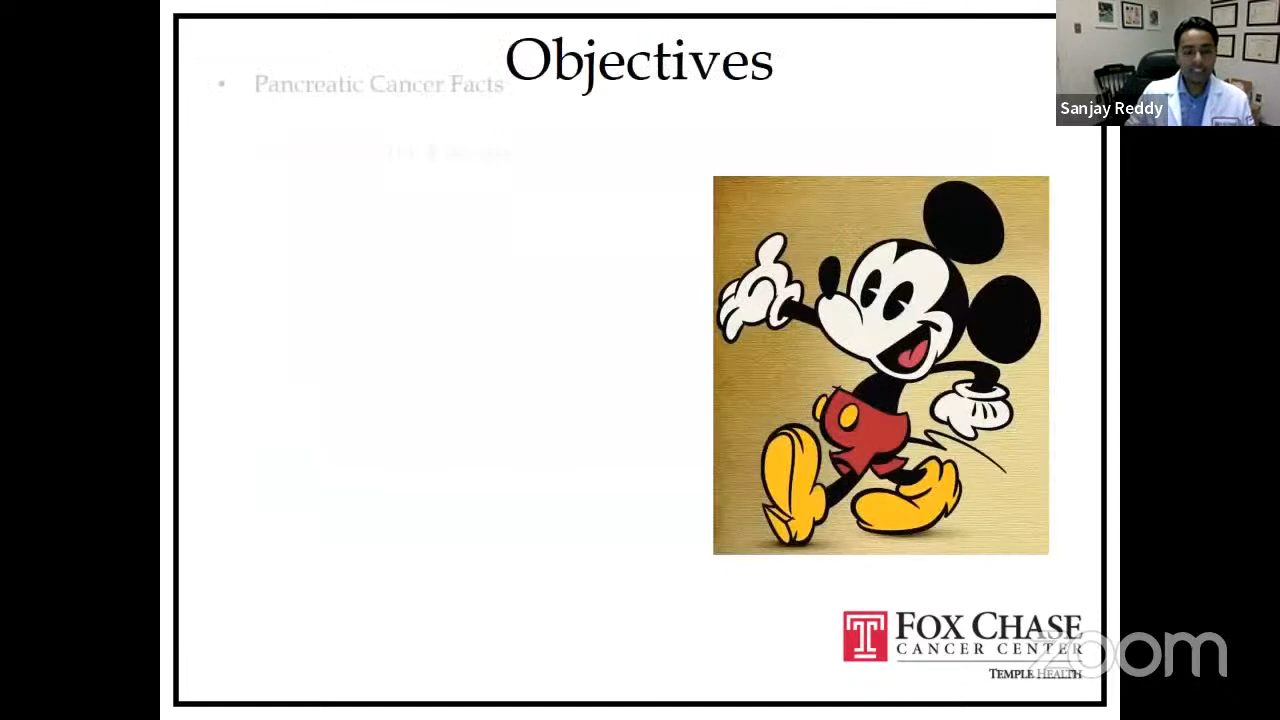 Objectives
• Pancreatic Cancer Facts
Sanjay Reddy
FOX CHASE
CANCER CENTER
TEMPLE HEALTH
zoom